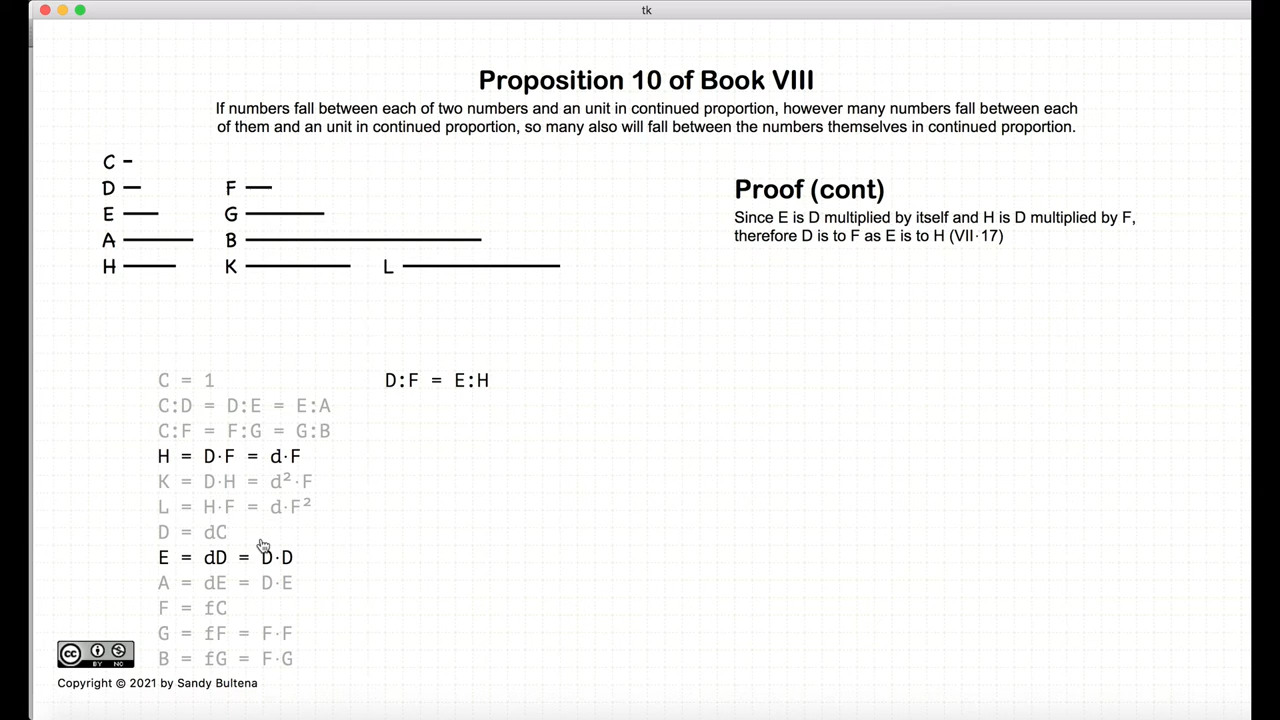 tk
Proposition 10 of Book VIII
If numbers fall between each of two numbers and an unit in continued proportion, however many numbers fall between each
of them and an unit in continued proportion, so many also will fall between the numbers themselves in continued proportion.
C
D F
E G
A B
H K L
Proof (cont)
Since E is D multiplied by itself and H is D multiplied by F,
therefore D is to F as E is to H (VII·17)
C = 1
C:D = D:E = E:A
C:F = F:G = G:B
H = D·F = d·F
K = D·H = d²·F
L = H·F = d·F²
D = dC
E = dD = D·D
A = dE = D·E
F = fC
G = fF = F·F
B = fG = F·G
D:F = E:H
cc BY NC
Copyright © 2021 by Sandy Bultena